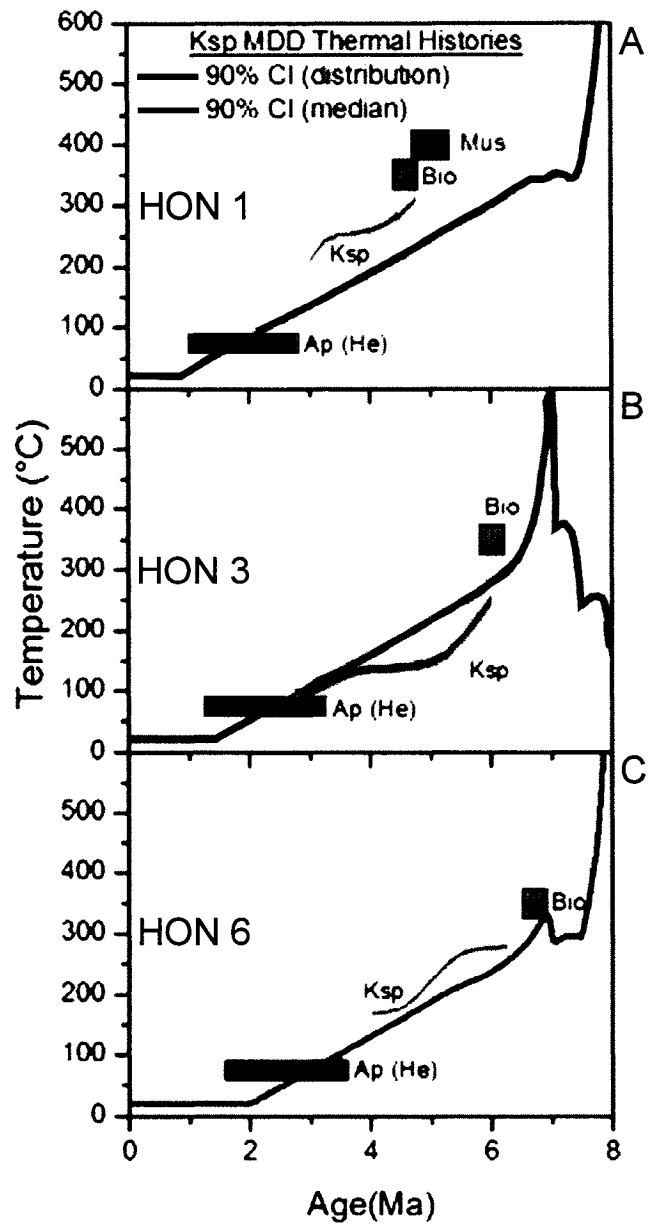 Ksp MDD Thermal Histories
90% CI (distribution)
90% CI (median)
A
600
500
400
300
200
100
0
Mus
Bio
HON 1
Ksp
Ap (He)
B
500
400
300
200
100
0
Bio
HON 3
Ksp
Ap (He)
C
500
400
300
200
100
0
Bio
HON 6
Ksp
Ap (He)
0 2 4 6 8
Temperature (°C)
Age(Ma)